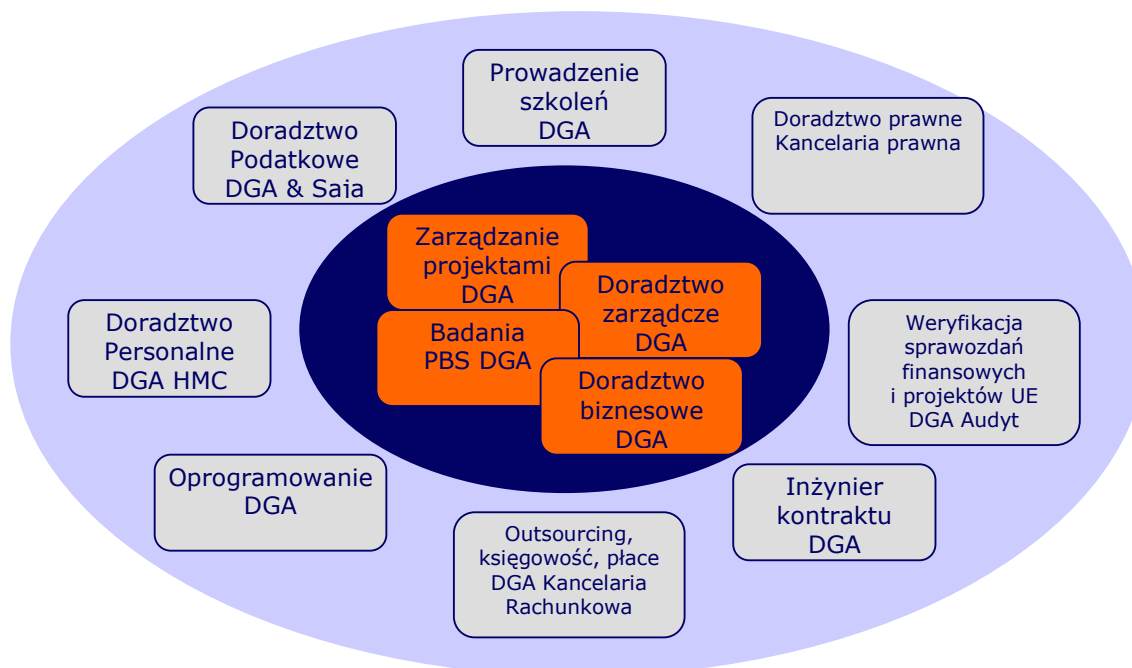 Prowadzenie
szkoleń
DGA
Doradztwo
Podatkowe
DGA & Saja
Doradztwo prawne
Kancelaria prawna
Zarządzanie
projektami
DGA
Doradztwo
zarządcze
DGA
Badania
PBS DGA
Doradztwo
biznesowe
DGA
Doradztwo
Personalne
DGA HMC
Weryfikacja
sprawozdań
finansowych
i projektów UE
DGA Audyt
Oprogramowanie
DGA
Inżynier
kontraktu
DGA
Outsourcing,
księgowość, płace
DGA Kancelaria
Rachunkowa